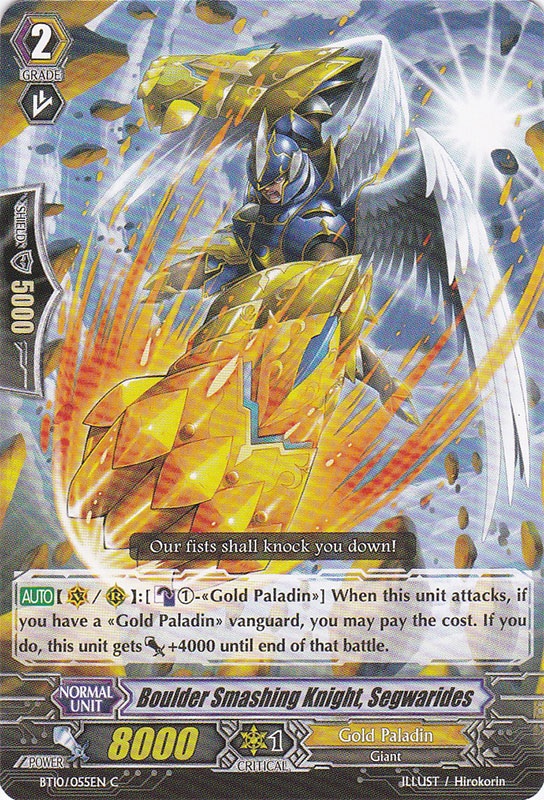 2
GRADE
SHIELD
5000
Our fists shall knock you down!
AUTO【 / 】:[①-«Gold Paladin»] When this unit attacks, if
you have a «Gold Paladin» vanguard, you may pay the cost. If you
do, this unit gets +4000 until end of that battle.
NORMAL
UNIT
Boulder Smashing Knight, Segwarides
POWER
8000
1
CRITICAL
Gold Paladin
Giant
BT10/055EN C
ILLUST / Hirokorin